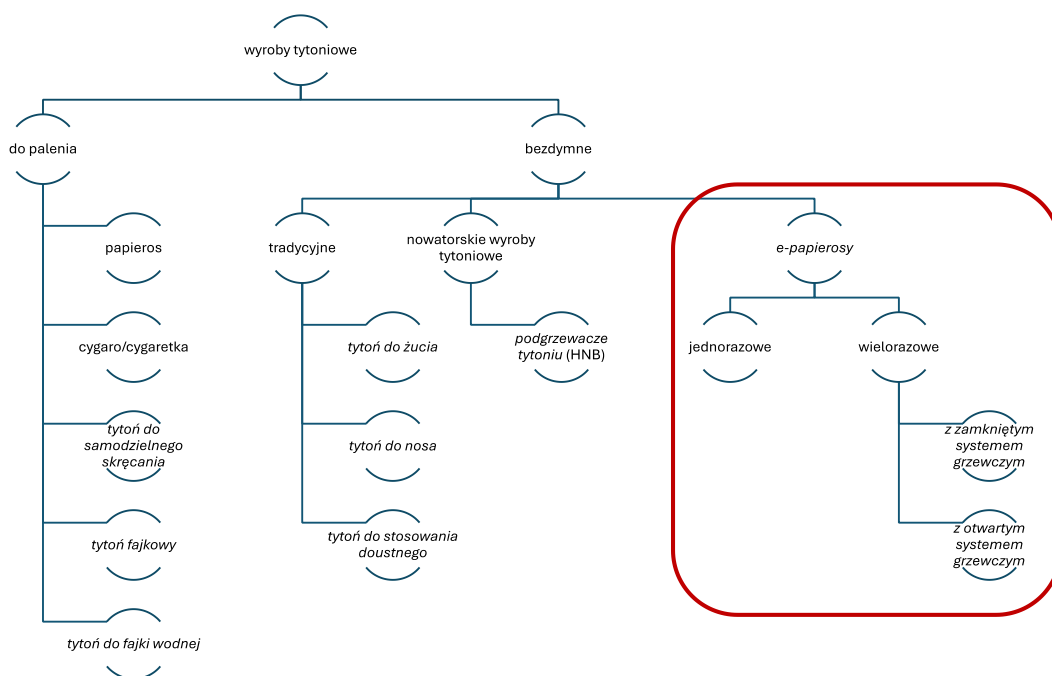 wyroby tytoniowe
do palenia
bezdymne
papieros
cygaro/cygaretka
tytoń do
samodzielnego
skręcania
tytoń fajkowy
tytoń do fajki wodnej
tradycyjne
tytoń do żucia
tytoń do nosa
tytoń do stosowania
doustnego
nowatorskie wyroby
tytoniowe
podgrzewacze
tytoniu (HNB)
e-papierosy
jednorazowe
wielorazowe
z zamkniętym
systemem
grzewczym
z otwartym
systemem
grzewczym